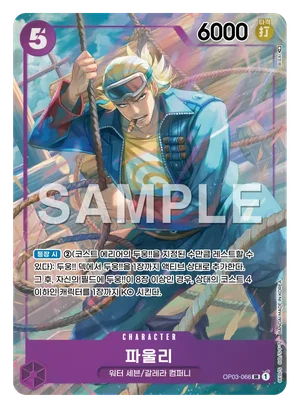 5
6000
타격
打
SAMPLE
등장 시 ②(코스트 에리어의 두웅!!을 지정된 수만큼 레스트할 수
있다): 두웅!! 덱에서 두웅!!을 1장까지 액티브 상태로 추가한다.
그 후, 자신의 필드에 두웅!!이 8장 이상일 경우, 상대의 코스트 4
이하인 캐릭터를 1장까지 KO 시킨다.
CHARACTER
파울리
워터 세븐/갈레라 컴퍼니
OP03-066
1